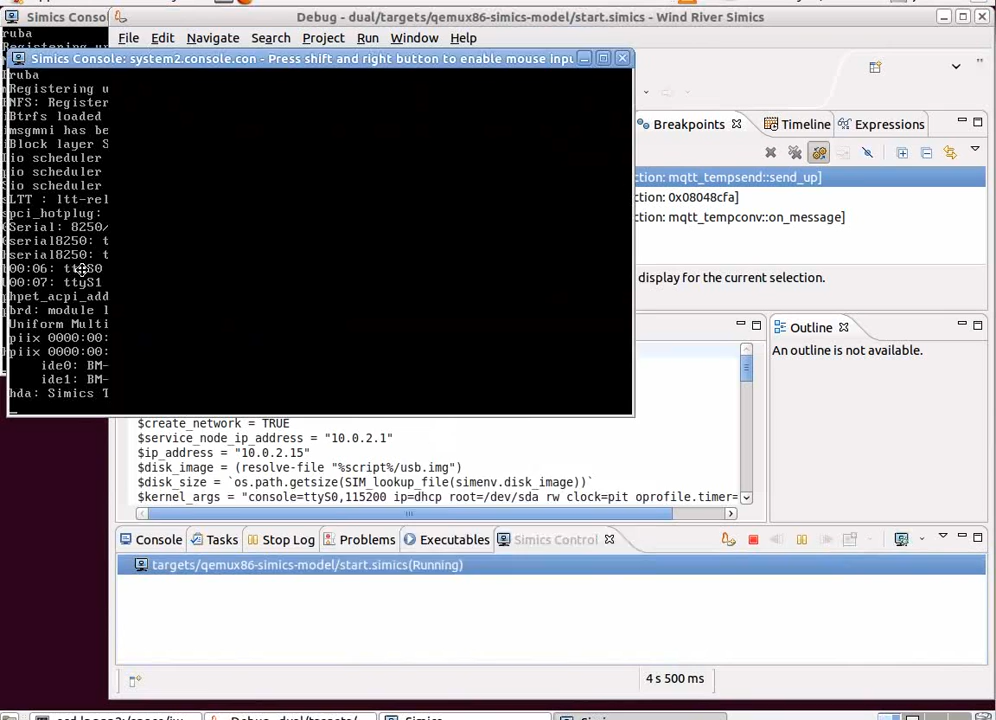 Simics Conso
Debug - dual/targets/qemux86-simics-model/start.simics - Wind River Simics
ruba
File Edit Navigate Search Project Run Window Help
Simics Console: system2.console.con - Press shift and right button to enable mouse inpu
ruba
Registering u
NFS: Register
Btrfs loaded
msgmni has be
Block layer S
io scheduler
io scheduler
io scheduler
LTT : ltt-rel
pci_hotplug:
Serial: 8250/
serial8250: t
serial8250: t
00:06: ttyS0
00:07: ttyS1
hpet_acpi_add
brd: module l
Uniform Multi
piix 0000:00:
piix 0000:00:
ide0: BM-
ide1: BM-
hda: Simics T
Breakpoints Timeline Expressions
ction: mqtt_tempsend::send_up]
ction: 0x08048cfa]
ction: mqtt_tempconv::on_message]
display for the current selection.
Outline
An outline is not available.
$create_network = TRUE
$service_node_ip_address = "10.0.2.1"
$ip_address = "10.0.2.15"
$disk_image = (resolve-file "%script%/usb.img")
$disk_size = `os.path.getsize(SIM_lookup_file(simenv.disk_image))`
$kernel_args = "console=ttyS0,115200 ip=dhcp root=/dev/sda rw clock=pit oprofile.timer=
Console Tasks Stop Log Problems Executables Simics Control
targets/qemux86-simics-model/start.simics(Running)
4 s 500 ms
Debug - dual/targets/
Simics